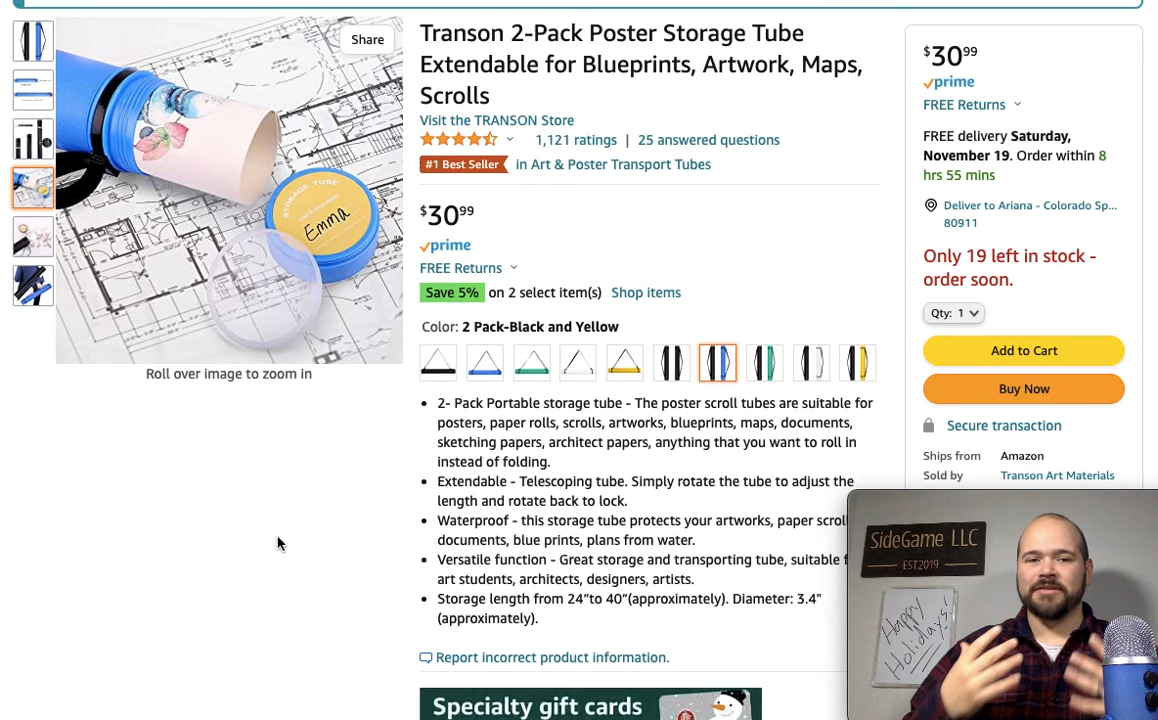 Share
STORAGE TUBE
Emma
Roll over image to zoom in
Transon 2-Pack Poster Storage Tube
Extendable for Blueprints, Artwork, Maps,
Scrolls
Visit the TRANSON Store
1,121 ratings | 25 answered questions
#1 Best Seller in Art & Poster Transport Tubes
$30 99
prime
FREE Returns
Save 5% on 2 select item(s) Shop items
Color: 2 Pack-Black and Yellow
• 2- Pack Portable storage tube - The poster scroll tubes are suitable for
posters, paper rolls, scrolls, artworks, blueprints, maps, documents,
sketching papers, architect papers, anything that you want to roll in
instead of folding.
• Extendable - Telescoping tube. Simply rotate the tube to adjust the
length and rotate back to lock.
• Waterproof - this storage tube protects your artworks, paper scroll
documents, blue prints, plans from water.
• Versatile function - Great storage and transporting tube, suitable f
art students, architects, designers, artists.
• Storage length from 24”to 40”(approximately). Diameter: 3.4"
(approximately).
Report incorrect product information.
Specialty gift cards
$30 99
prime
FREE Returns
FREE delivery Saturday,
November 19. Order within 8
hrs 55 mins
Deliver to Ariana - Colorado Sp...
80911
Only 19 left in stock -
order soon.
Qty: 1
Add to Cart
Buy Now
Secure transaction
Ships from Amazon
Sold by Transon Art Materials
SideGame LLC
EST.2019
Happy
Holidays!